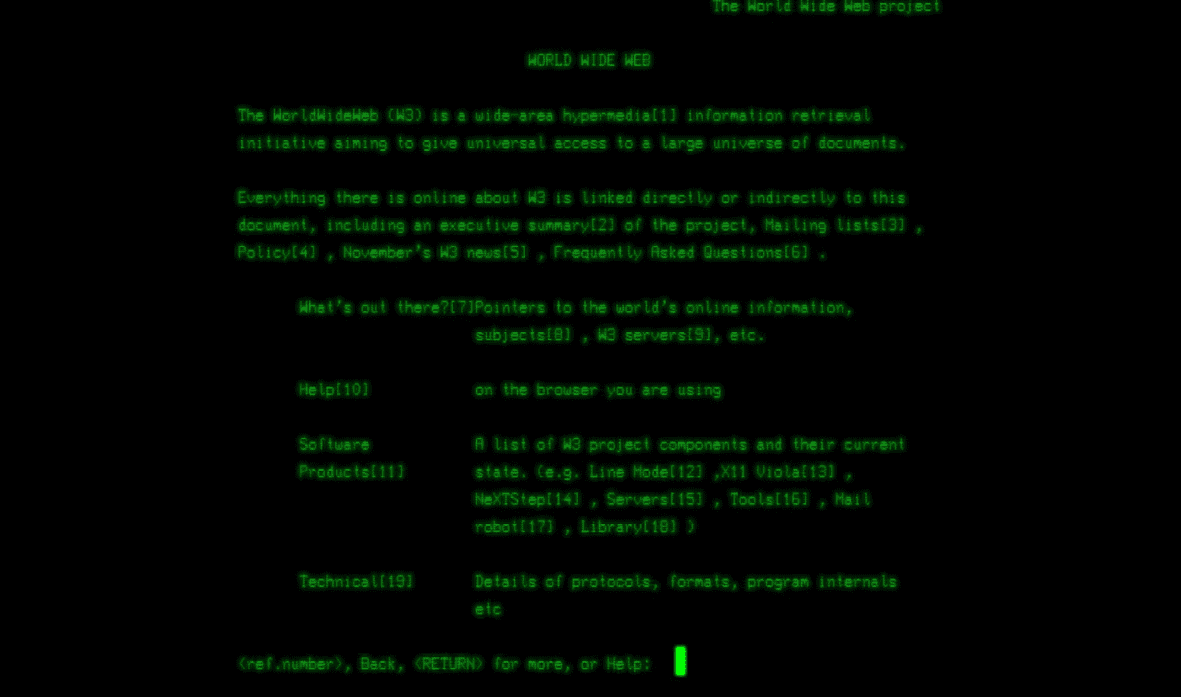 The World Wide Web project
WORLD WIDE WEB
The WorldWideWeb (W3) is a wide-area hypermedia[1] information retrieval
initiative aiming to give universal access to a large universe of documents.
Everything there is online about W3 is linked directly or indirectly to this
document, including an executive summary[2] of the project, Mailing lists[3] ,
Policy[4] , November's W3 news[5] , Frequently Asked Questions[6] .
What's out there?[7]Pointers to the world's online information,
subjects[8] , W3 servers[9], etc.
Help[10] on the browser you are using
Software A list of W3 project components and their current
Products[11] state. (e.g. Line Mode[12] ,X11 Viola[13] ,
NeXTStep[14] , Servers[15] , Tools[16] , Mail
robot[17] , Library[18] )
Technical[19] Details of protocols, formats, program internals
etc
<ref.number>, Back, <RETURN> for more, or Help: